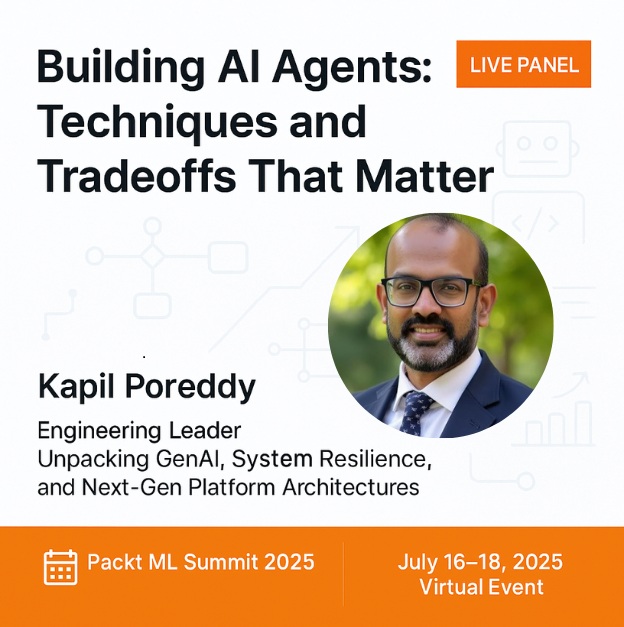 Building AI Agents:
LIVE PANEL
Techniques and
Tradeoffs That Matter
</>
Kapil Poreddy
Engineering Leader
Unpacking GenAI, System Resilience,
and Next-Gen Platform Architectures
Packt ML Summit 2025
July 16–18, 2025
Virtual Event